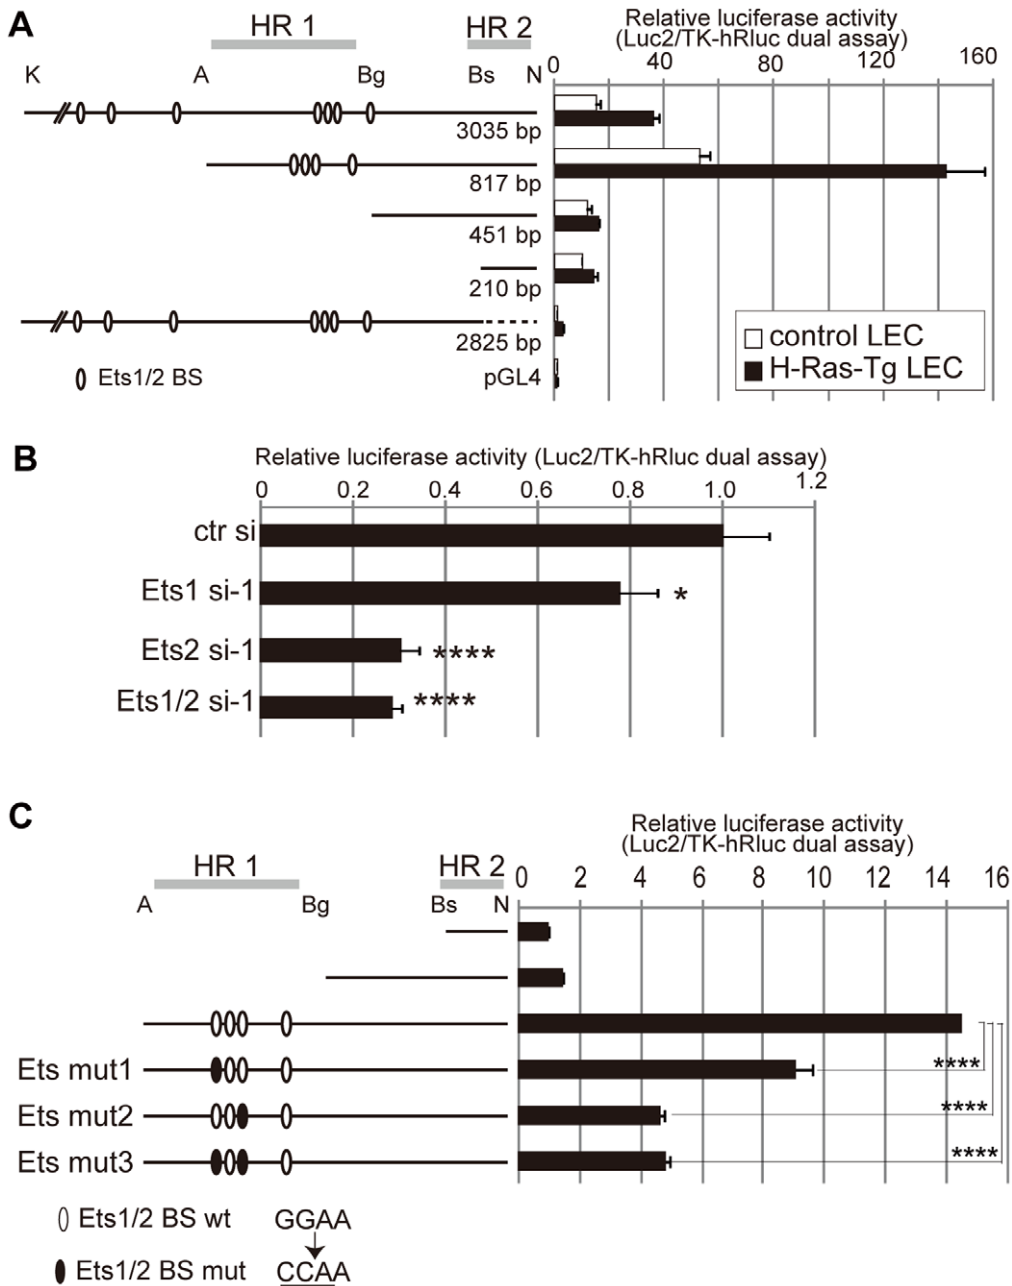 A
HR 1
HR 2
Relative luciferase activity
(Luc2/TK-hRluc dual assay)
K
A
Bg
Bs
N
0
40
80
120
160
3035 bp
817 bp
451 bp
210 bp
2825 bp
Ets1/2 BS
pGL4
control LEC
H-Ras-Tg LEC
B
Relative luciferase activity (Luc2/TK-hRluc dual assay)
0
0.2
0.4
0.6
0.8
1.0
1.2
ctr si
Ets1 si-1
*
Ets2 si-1
****
Ets1/2 si-1
****
C
Relative luciferase activity
(Luc2/TK-hRluc dual assay)
HR 1
HR 2
0
2
4
6
8
10
12
14
16
A
Bg
Bs
N
Ets mut1
****
Ets mut2
****
Ets mut3
****
Ets1/2 BS wt
GGAA
Ets1/2 BS mut
CCAA